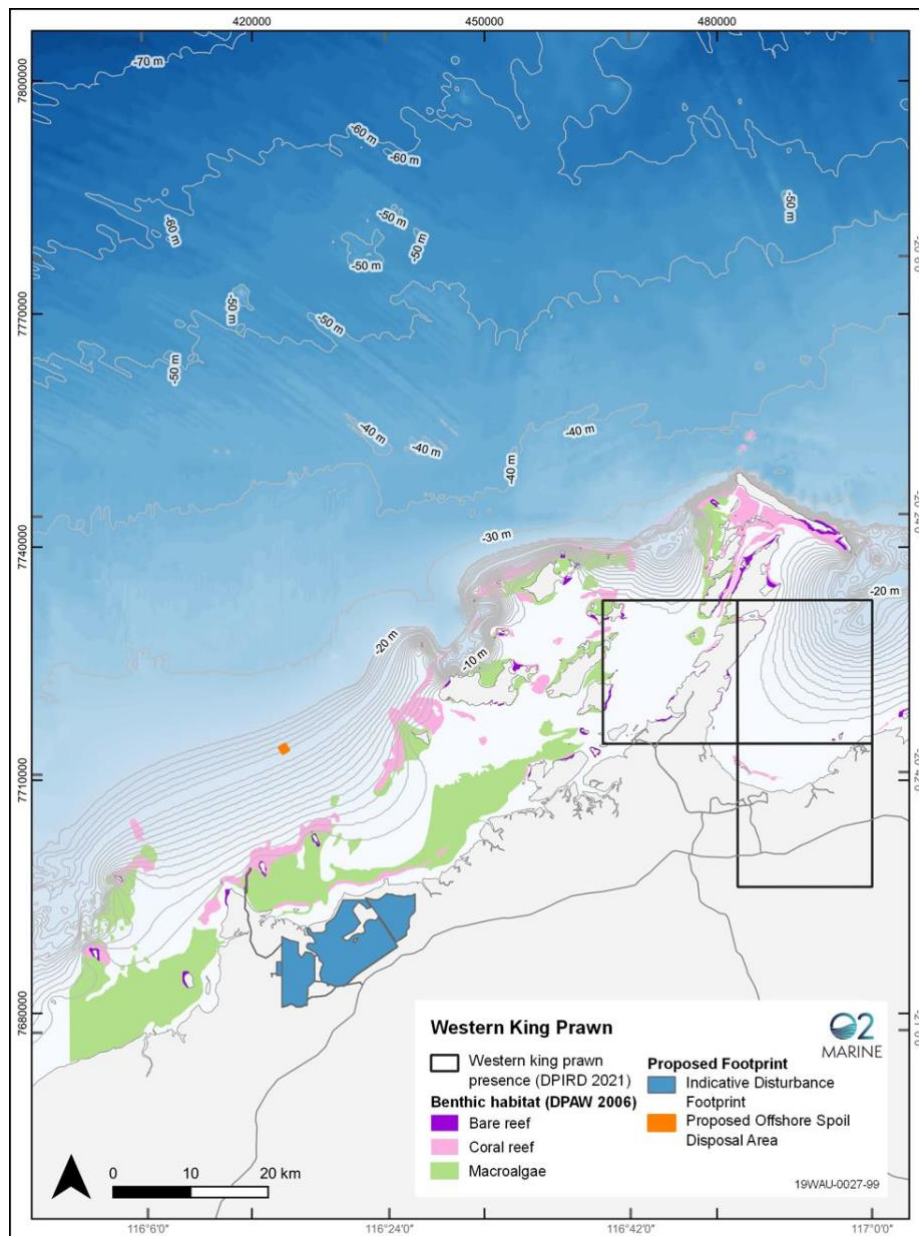 420000
450000
480000
7800000
7770000
7740000
7710000
7680000
-70 m
-60 m
-60 m
-60 m
-50 m
-50 m
-50 m
-50 m
-50 m
-50 m
-50 m
-40 m
-40 m
-40 m
-40 m
-30 m
-20 m
-20 m
-10 m
Western King Prawn
O2
MARINE
Western king prawn
presence (DPIRD 2021)
Benthic habitat (DPAW 2006)
Bare reef
Coral reef
Macroalgae
Proposed Footprint
Indicative Disturbance
Footprint
Proposed Offshore Spoil
Disposal Area
19WAU-0027-99
0
10
20 km
116°6'0"
116°24'0"
116°42'0"
117°0'0"